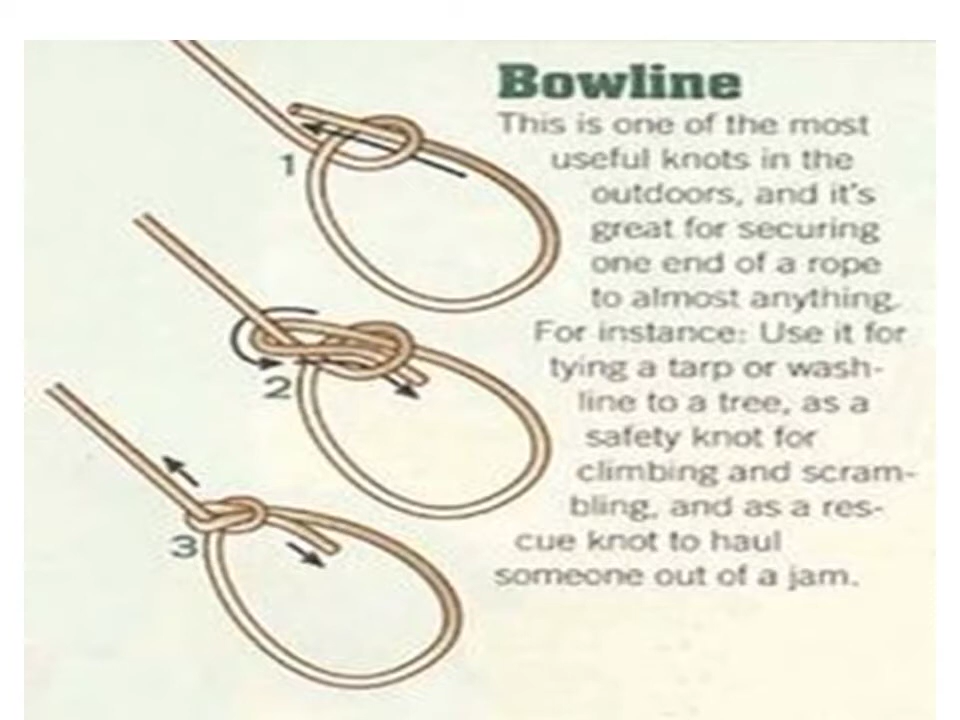 Bowline
This is one of the most
useful knots in the
outdoors, and it's
great for securing
one end of a rope
to almost anything.
For instance: Use it for
tying a tarp or wash-
line to a tree, as a
safety knot for
climbing and scram-
bling, and as a res-
cue knot to haul
someone out of a jam.
1
2
3